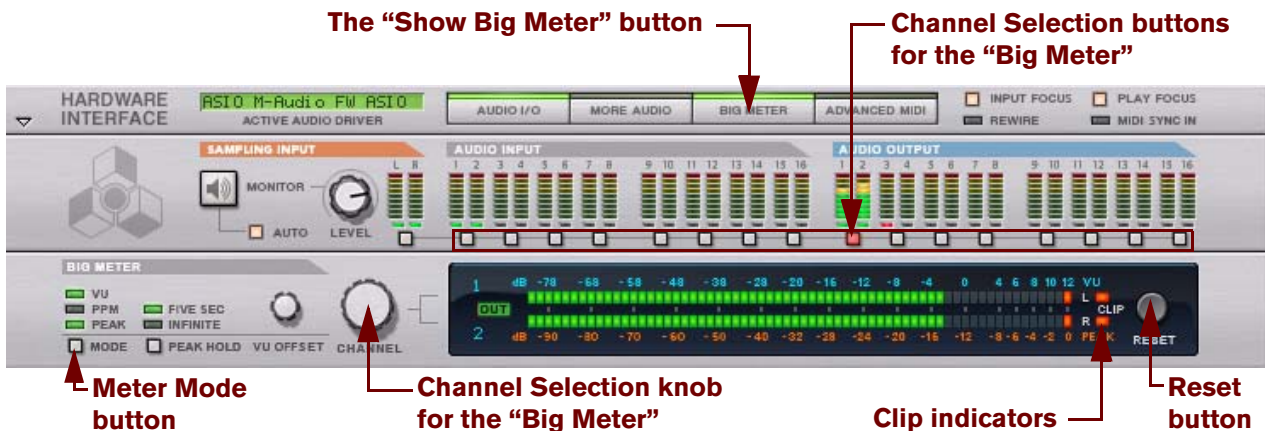 The “Show Big Meter” button
Channel Selection buttons
for the “Big Meter”
HARDWARE
INTERFACE
ASIO M-Audio FW ASIO
ACTIVE AUDIO DRIVER
AUDIO I/O
MORE AUDIO
BIG METER
ADVANCED MIDI
INPUT FOCUS
PLAY FOCUS
REWIRE
MIDI SYNC IN
SAMPLING INPUT
AUDIO INPUT
AUDIO OUTPUT
L R
1 2 3 4 5 6 7 8 9 10 11 12 13 14 15 16
1 2 3 4 5 6 7 8 9 10 11 12 13 14 15 16
MONITOR
AUTO
LEVEL
BIG METER
VU
PPM
PEAK
FIVE SEC
INFINITE
MODE
PEAK HOLD
VU OFFSET
CHANNEL
1 dB -78 -68 -58 -48 -38 -28 -20 -16 -12 -8 -4 0 4 6 8 10 12 VU
L
OUT
CLIP
R
2 dB -90 -80 -70 -60 -50 -40 -32 -28 -24 -20 -16 -12 -8 -6 -4 -2 0 PEAK
RESET
Meter Mode
button
Channel Selection knob
for the “Big Meter”
Clip indicators
Reset
button